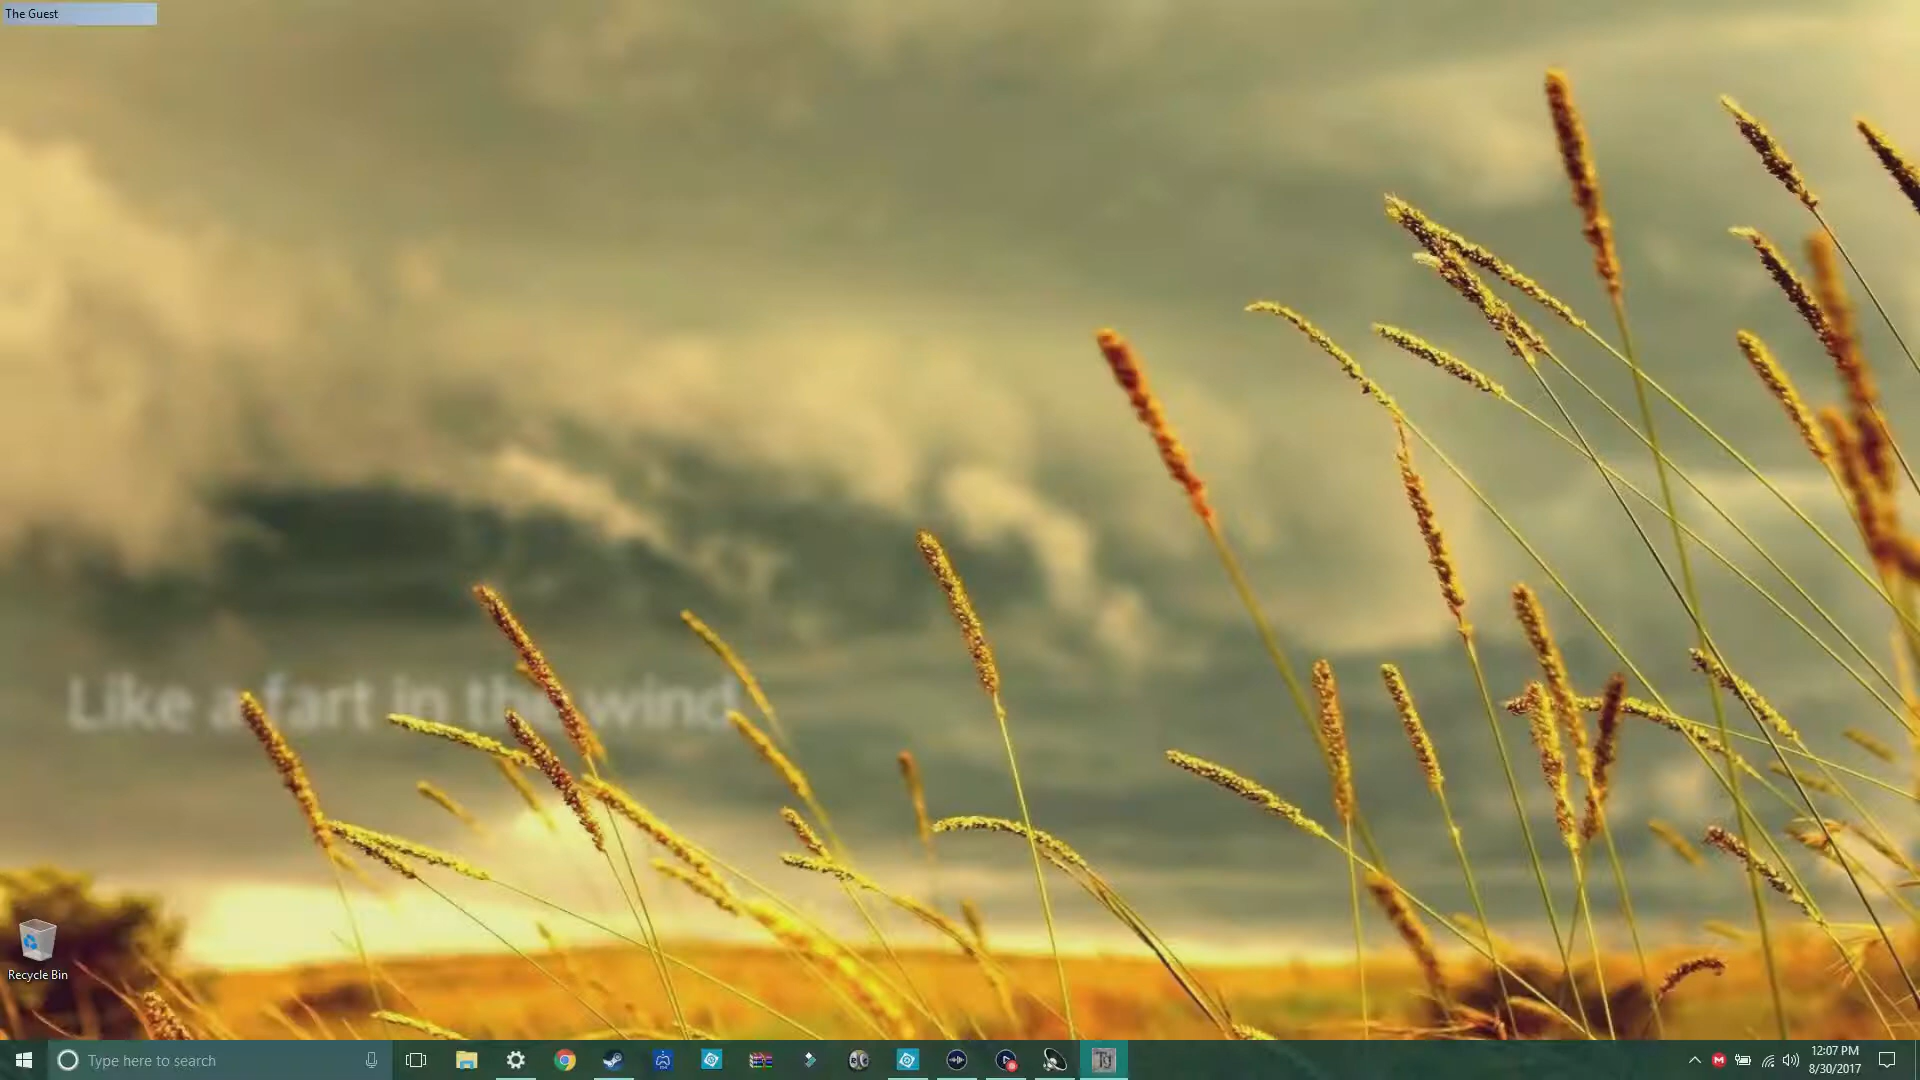 The Guest
Like a fart in the wind
Recycle Bin
Type here to search
12:07 PM
8/30/2017